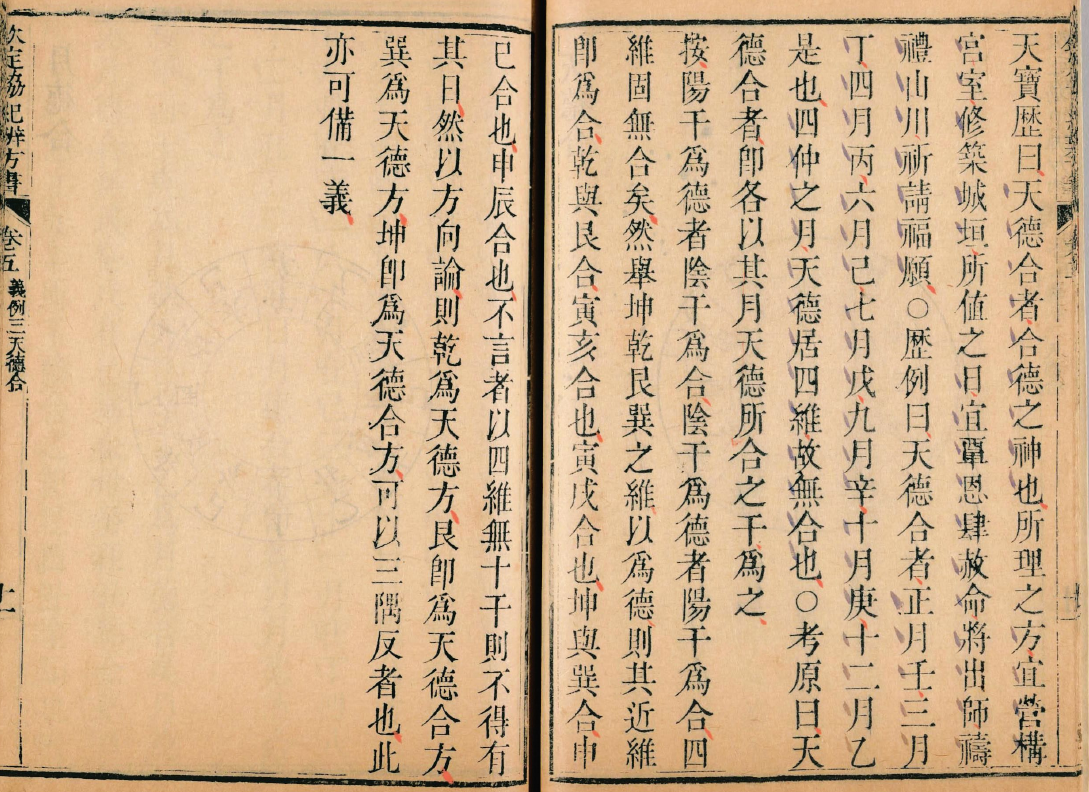 天寶歴曰天德合者合德之神也所理之方宜營構
宮室修築城垣所値之日宜覃恩肆赦命將出師禱
禮山川祈請福願○歴例曰天德合者正月壬三月
丁四月丙六月己七月戊九月辛十月庚十二月乙
是也四仲之月天德居四維故無合也○考原曰天
德合者卽各以其月天德所合之干爲之
按陽干爲德者陰干爲合陰干爲德者陽干爲合四
維固無合矣然舉坤乾艮巽之維以爲德則其近維
卽爲合乾與艮合寅亥合也寅戌合也坤與巽合申
巳合也申辰合也不言者以四維無十干則不得有
其日然以方向論則乾爲天德方艮卽爲天德合方
巽爲天德方坤卽爲天德合方可以三隅反者也此
亦可備一義
欽定協紀辨方書
卷五
義例三天德合